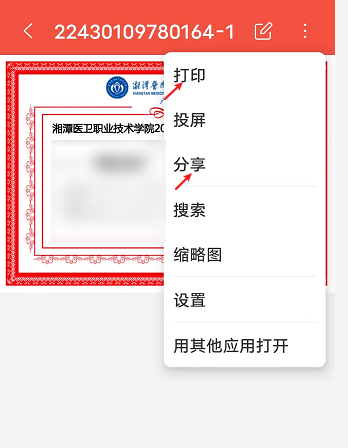 22430109780164-1
打印
投屏
湘潭医卫职业技术学院20
分享
搜索
缩略图
设置
用其他应用打开